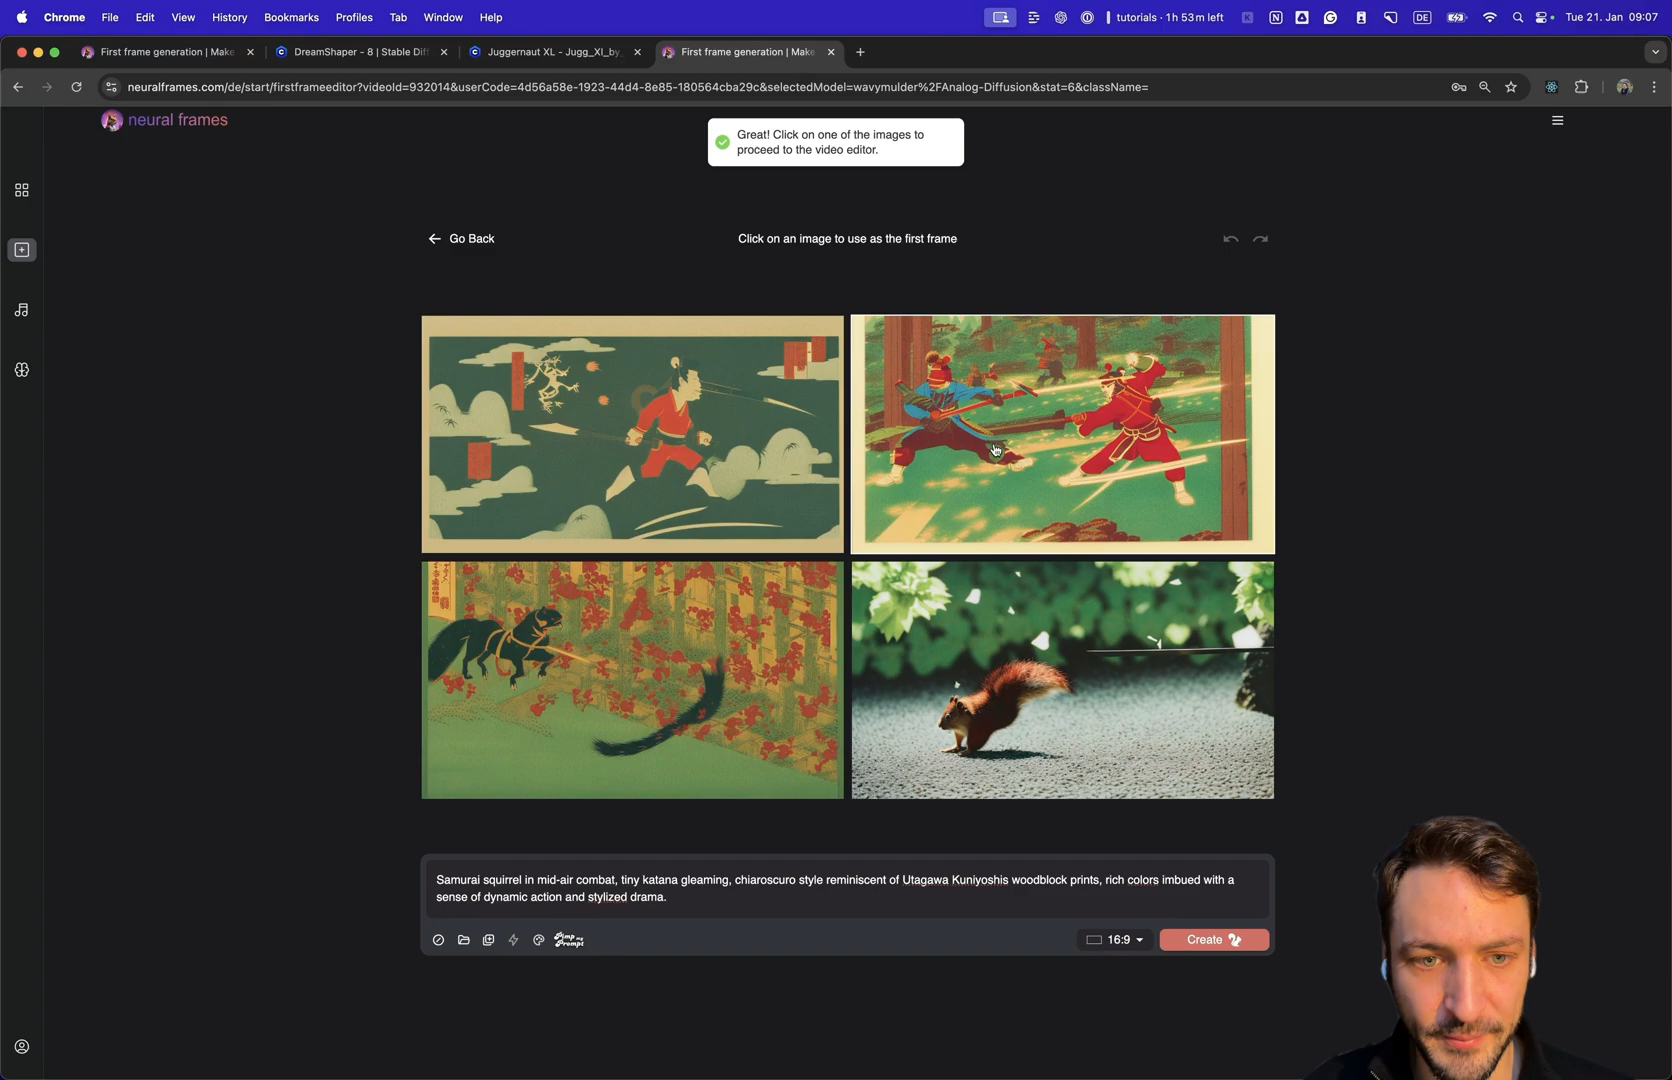 Chrome File Edit View History Bookmarks Profiles Tab Window Help tutorials · 1h 53m left DE Tue 21. Jan 09:07
First frame generation | Make DreamShaper - 8 | Stable Diff Juggernaut XL - Jugg_XI_by_ First frame generation | Make
neuralframes.com/de/start/firstframeeditor?videoId=932014&userCode=4d56a58e-1923-44d4-8e85-180564cba29c&selectedModel=wavymulder%2FAnalog-Diffusion&stat=6&className=
neural frames
Great! Click on one of the images to
proceed to the video editor.
Go Back Click on an image to use as the first frame
Samurai squirrel in mid-air combat, tiny katana gleaming, chiaroscuro style reminiscent of Utagawa Kuniyoshis woodblock prints, rich colors imbued with a
sense of dynamic action and stylized drama.
Pimp my Prompt 16:9 Create